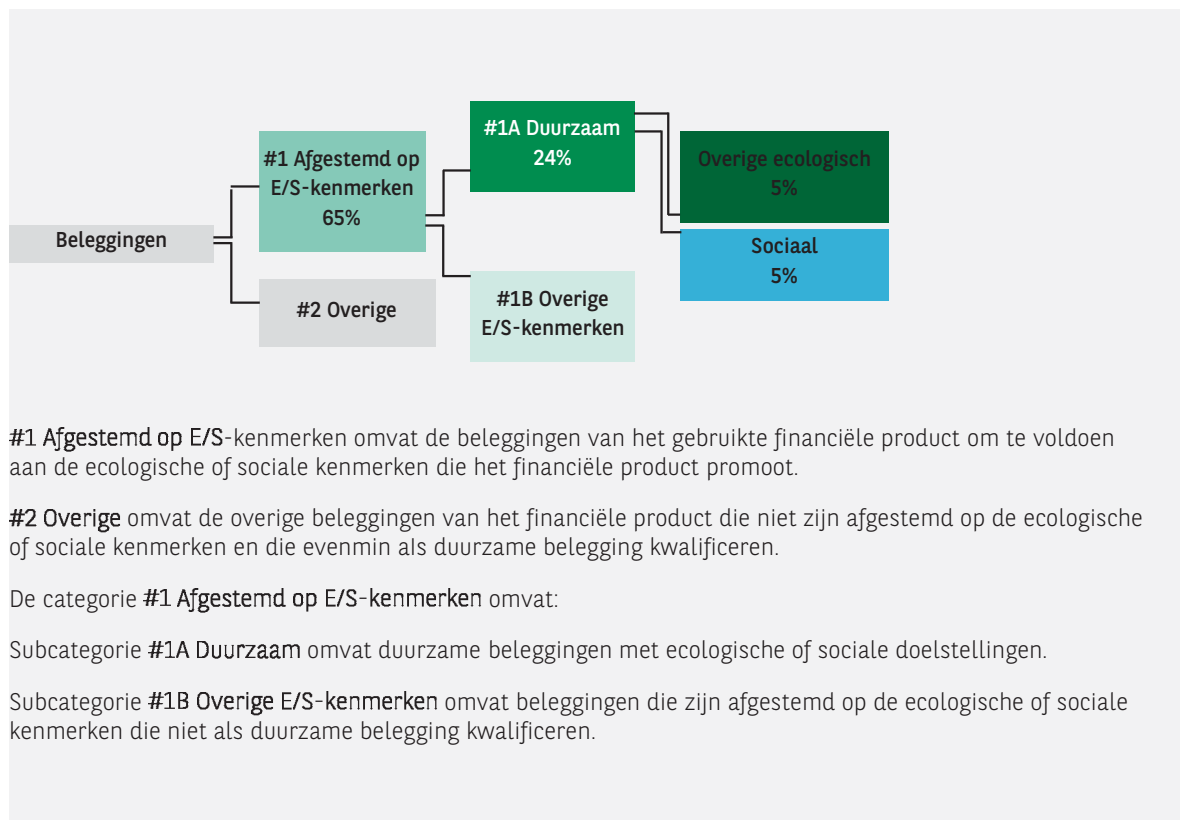 #1A Duurzaam
24%
#1 Afgestemd op
E/S-kenmerken
65%
Overige ecologisch
5%
Beleggingen
Sociaal
5%
#2 Overige
#1B Overige
E/S-kenmerken
#1 Afgestemd op E/S-kenmerken omvat de beleggingen van het gebruikte financiële product om te voldoen
aan de ecologische of sociale kenmerken die het financiële product promoot.
#2 Overige omvat de overige beleggingen van het financiële product die niet zijn afgestemd op de ecologische
of sociale kenmerken en die evenmin als duurzame belegging kwalificeren.
De categorie #1 Afgestemd op E/S-kenmerken omvat:
Subcategorie #1A Duurzaam omvat duurzame beleggingen met ecologische of sociale doelstellingen.
Subcategorie #1B Overige E/S-kenmerken omvat beleggingen die zijn afgestemd op de ecologische of sociale
kenmerken die niet als duurzame belegging kwalificeren.